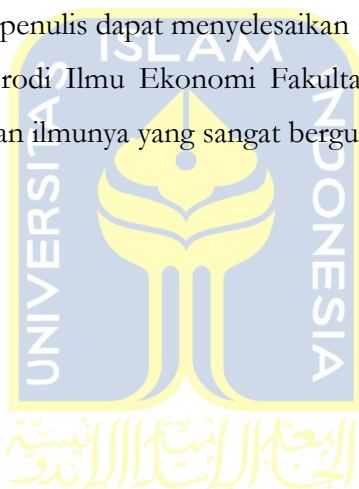 penulis dapat menyelesaikan
rodi Ilmu Ekonomi Fakulta
an ilmunya yang sangat bergu
ISLAM
UNIVERSITAS
INDONESIA